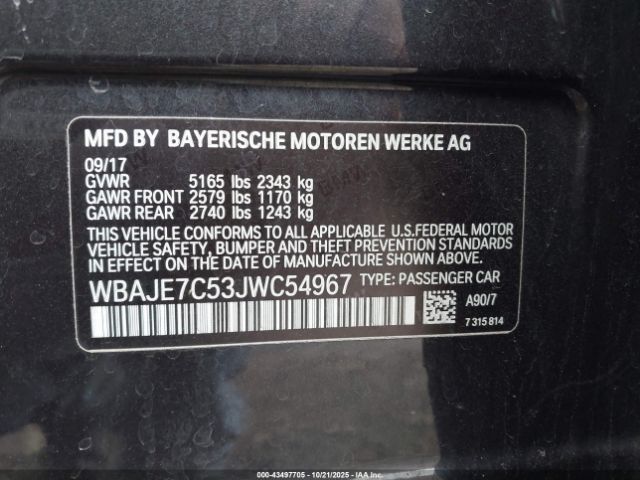 MFD BY BAYERISCHE MOTOREN WERKE AG
09/17
GVWR 5165 lbs 2343 kg
GAWR FRONT 2579 lbs 1170 kg
GAWR REAR 2740 lbs 1243 kg
THIS VEHICLE CONFORMS TO ALL APPLICABLE U.S.FEDERAL MOTOR
VEHICLE SAFETY, BUMPER AND THEFT PREVENTION STANDARDS
IN EFFECT ON THE DATE OF MANUFACTURE SHOWN ABOVE.
WBAJE7C53JWC54967 TYPE: PASSENGER CAR
A90/7
7 315 814
000-43497705 - 10/21/2025 - IAA Inc.